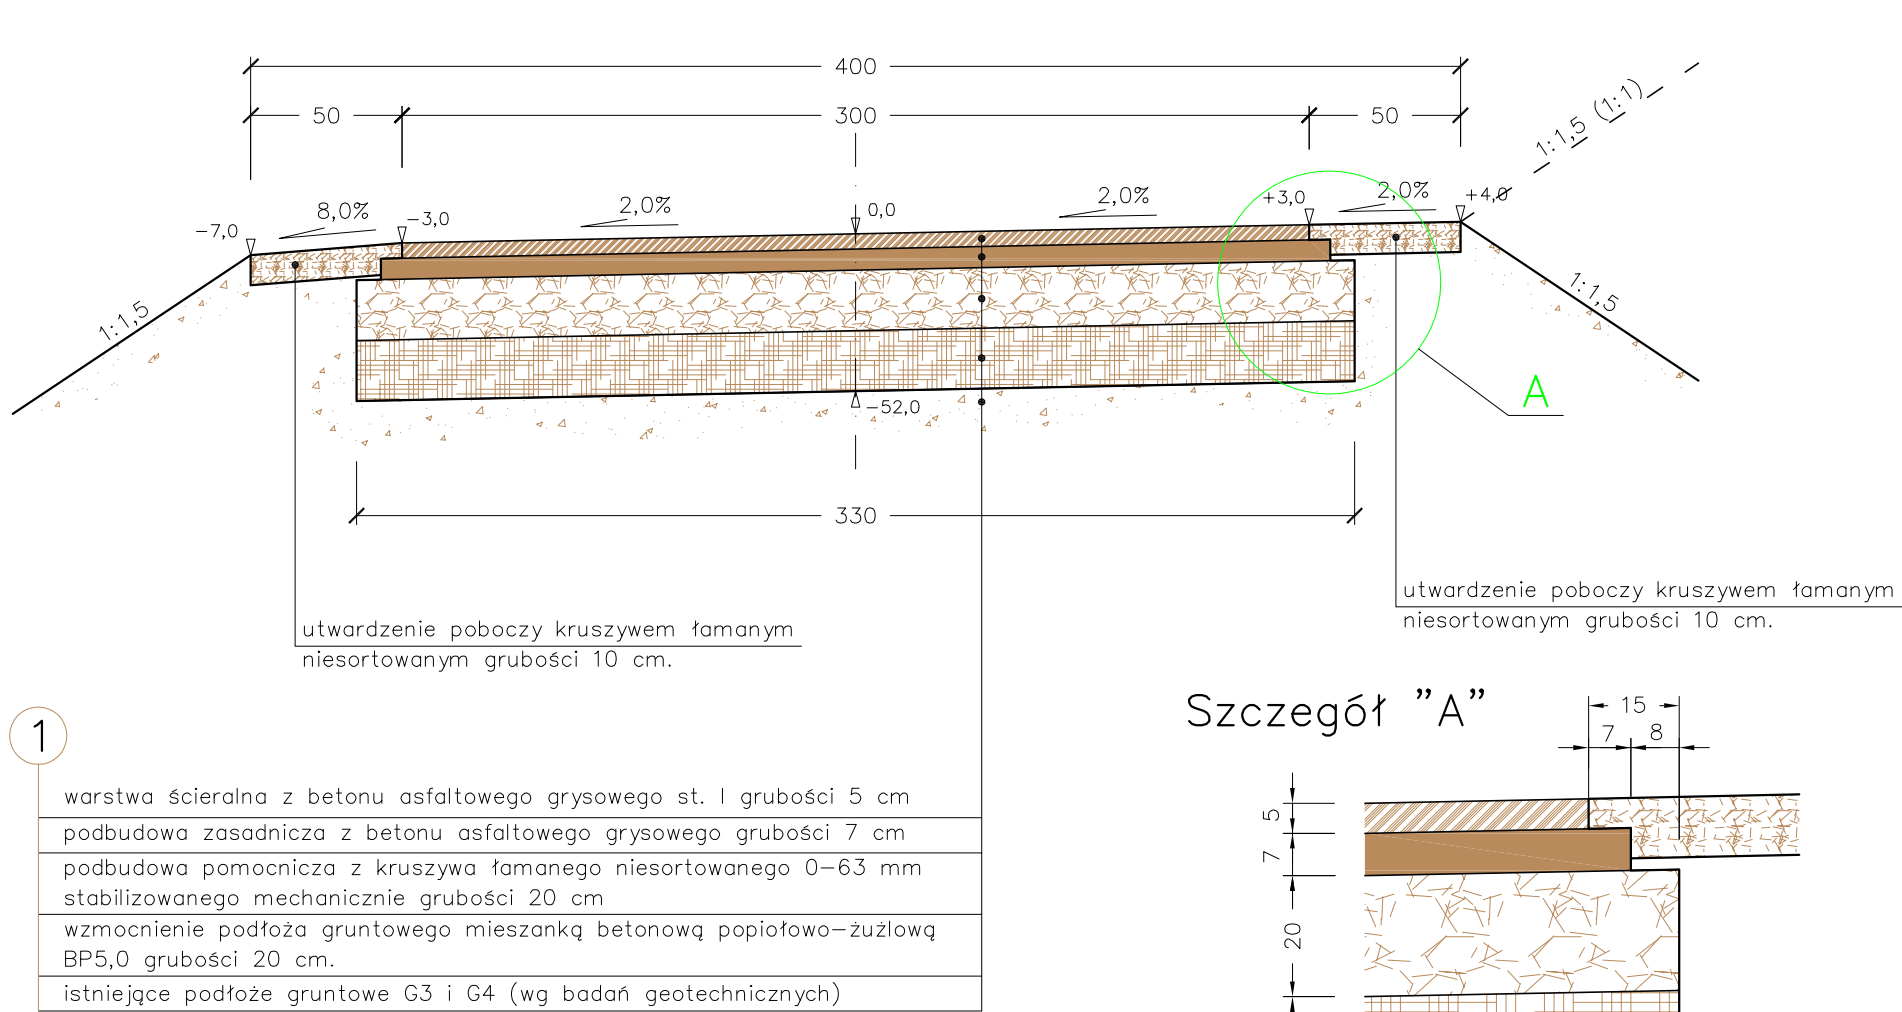 400
50
300
50
1:1,5 (1:1)
-7,0
8,0%
-3,0
2,0%
0,0
2,0%
+3,0
2,0%
+4,0
1:1,5
1:1,5
A
-52,0
330
utwardzenie poboczy kruszywem łamanym
niesortowanym grubości 10 cm.
utwardzenie poboczy kruszywem łamanym
niesortowanym grubości 10 cm.
1
warstwa ścieralna z betonu asfaltowego grysowego st. I grubości 5 cm
podbudowa zasadnicza z betonu asfaltowego grysowego grubości 7 cm
podbudowa pomocnicza z kruszywa łamanego niesortowanego 0-63 mm
stabilizowanego mechanicznie grubości 20 cm
wzmocnienie podłoża gruntowego mieszanką betonową popiołowo-żużlową
BP5,0 grubości 20 cm.
istniejące podłoże gruntowe G3 i G4 (wg badań geotechnicznych)
Szczegół "A"
15
7
8
5
7
20